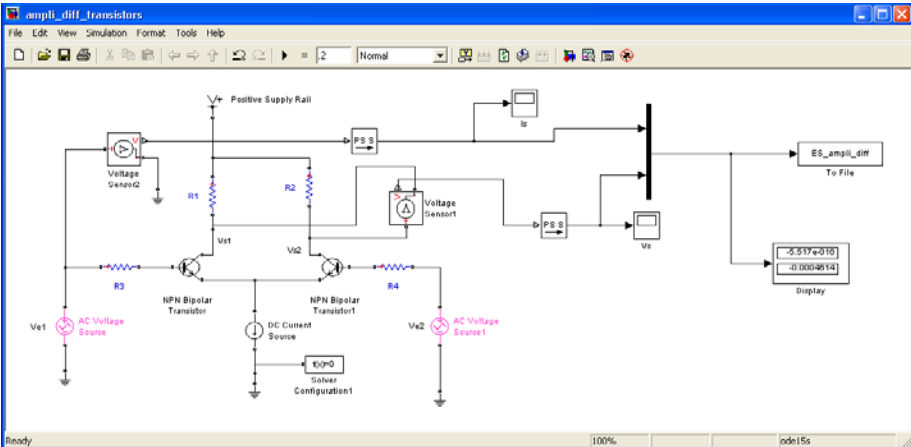 ampli_diff_transistors
File Edit View Simulation Format Tools Help
.2 Normal
V+ Positive Supply Rail
Is
V
PS S
ES_ampli_diff
To File
Voltage
Sensor2
R1
R2
V
Voltage
Sensor1
PS S
Vs
Vs1
Vs2
-5.517e-016
-0.0004614
Display
R3
R4
NPN Bipolar
Transistor
NPN Bipolar
Transistor1
Ve1
AC Voltage
Source
DC Current
Source
Ve2
AC Voltage
Source1
f(x)=0
Solver
Configuration1
Ready 100% ode15s